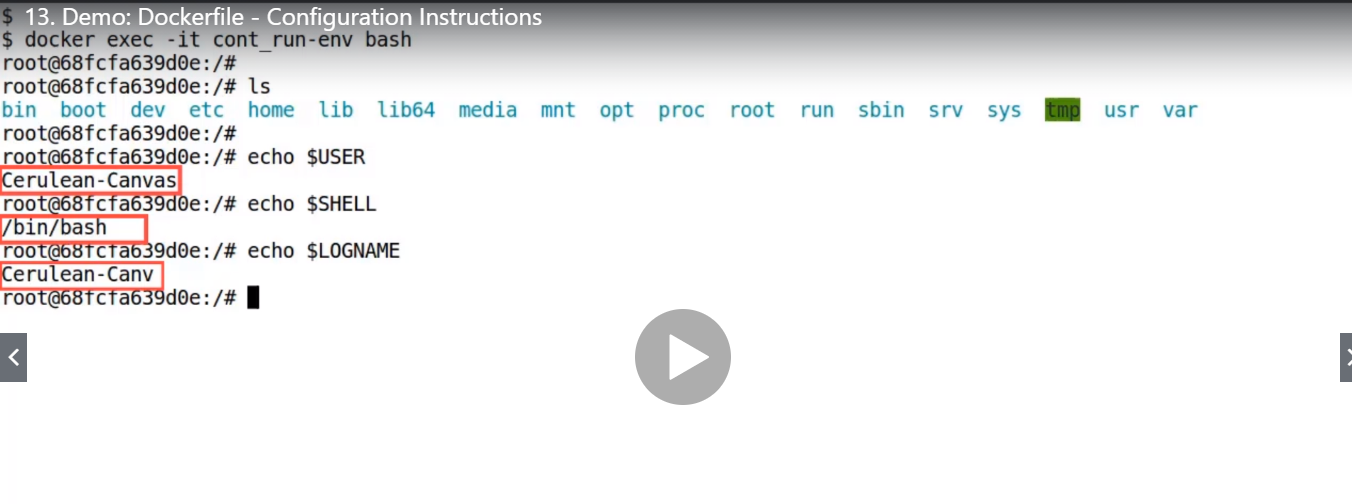 $ 13. Demo: Dockerfile - Configuration Instructions
$ docker exec -it cont_run-env bash
root@68fcfa639d0e:/#
root@68fcfa639d0e:/# ls
bin boot dev etc home lib lib64 media mnt opt proc root run sbin srv sys tmp usr var
root@68fcfa639d0e:/#
root@68fcfa639d0e:/# echo $USER
Cerulean-Canvas
root@68fcfa639d0e:/# echo $SHELL
/bin/bash
root@68fcfa639d0e:/# echo $LOGNAME
Cerulean-Canv
root@68fcfa639d0e:/#